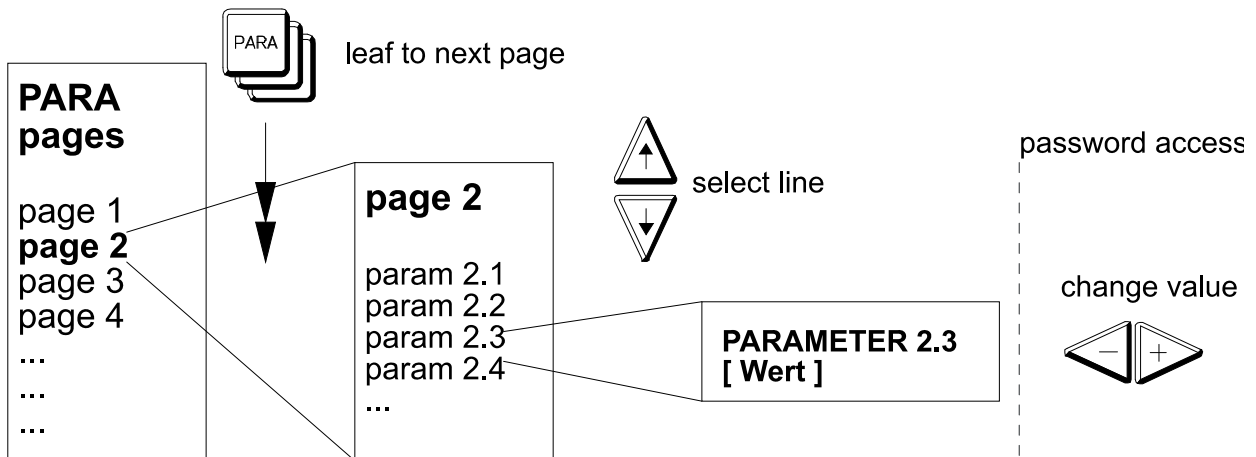 PARA
leaf to next page
PARA
pages
page 1
page 2
page 3
page 4
...
...
...
page 2
param 2.1
param 2.2
param 2.3
param 2.4
...
select line
PARAMETER 2.3
[ Wert ]
password access
change value
−
+